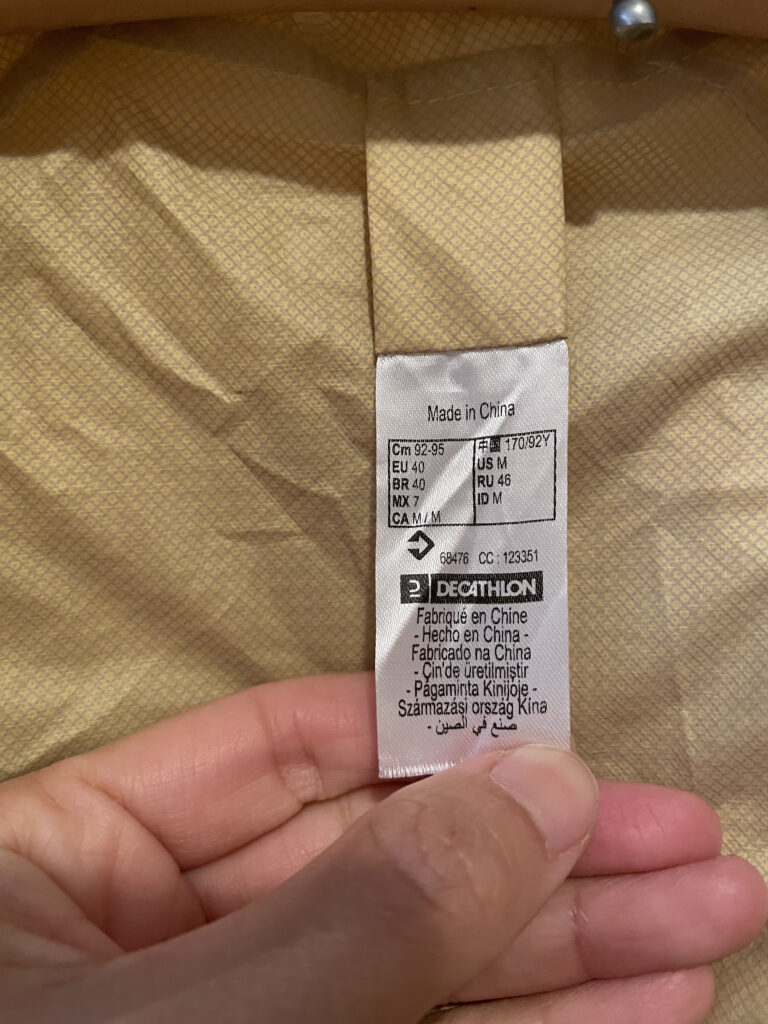 Made in China
Cm 92-95
EU 40
BR 40
MX 7
CA M / M
中国 170/92Y
US M
RU 46
ID M
68476 CC : 123351
DECATHLON
Fabriqué en Chine
- Hecho en China -
Fabricado na China
- Çin'de üretilmiştir
- Pagaminta Kinijoje -
Származási ország Kína
- صنع في الصين